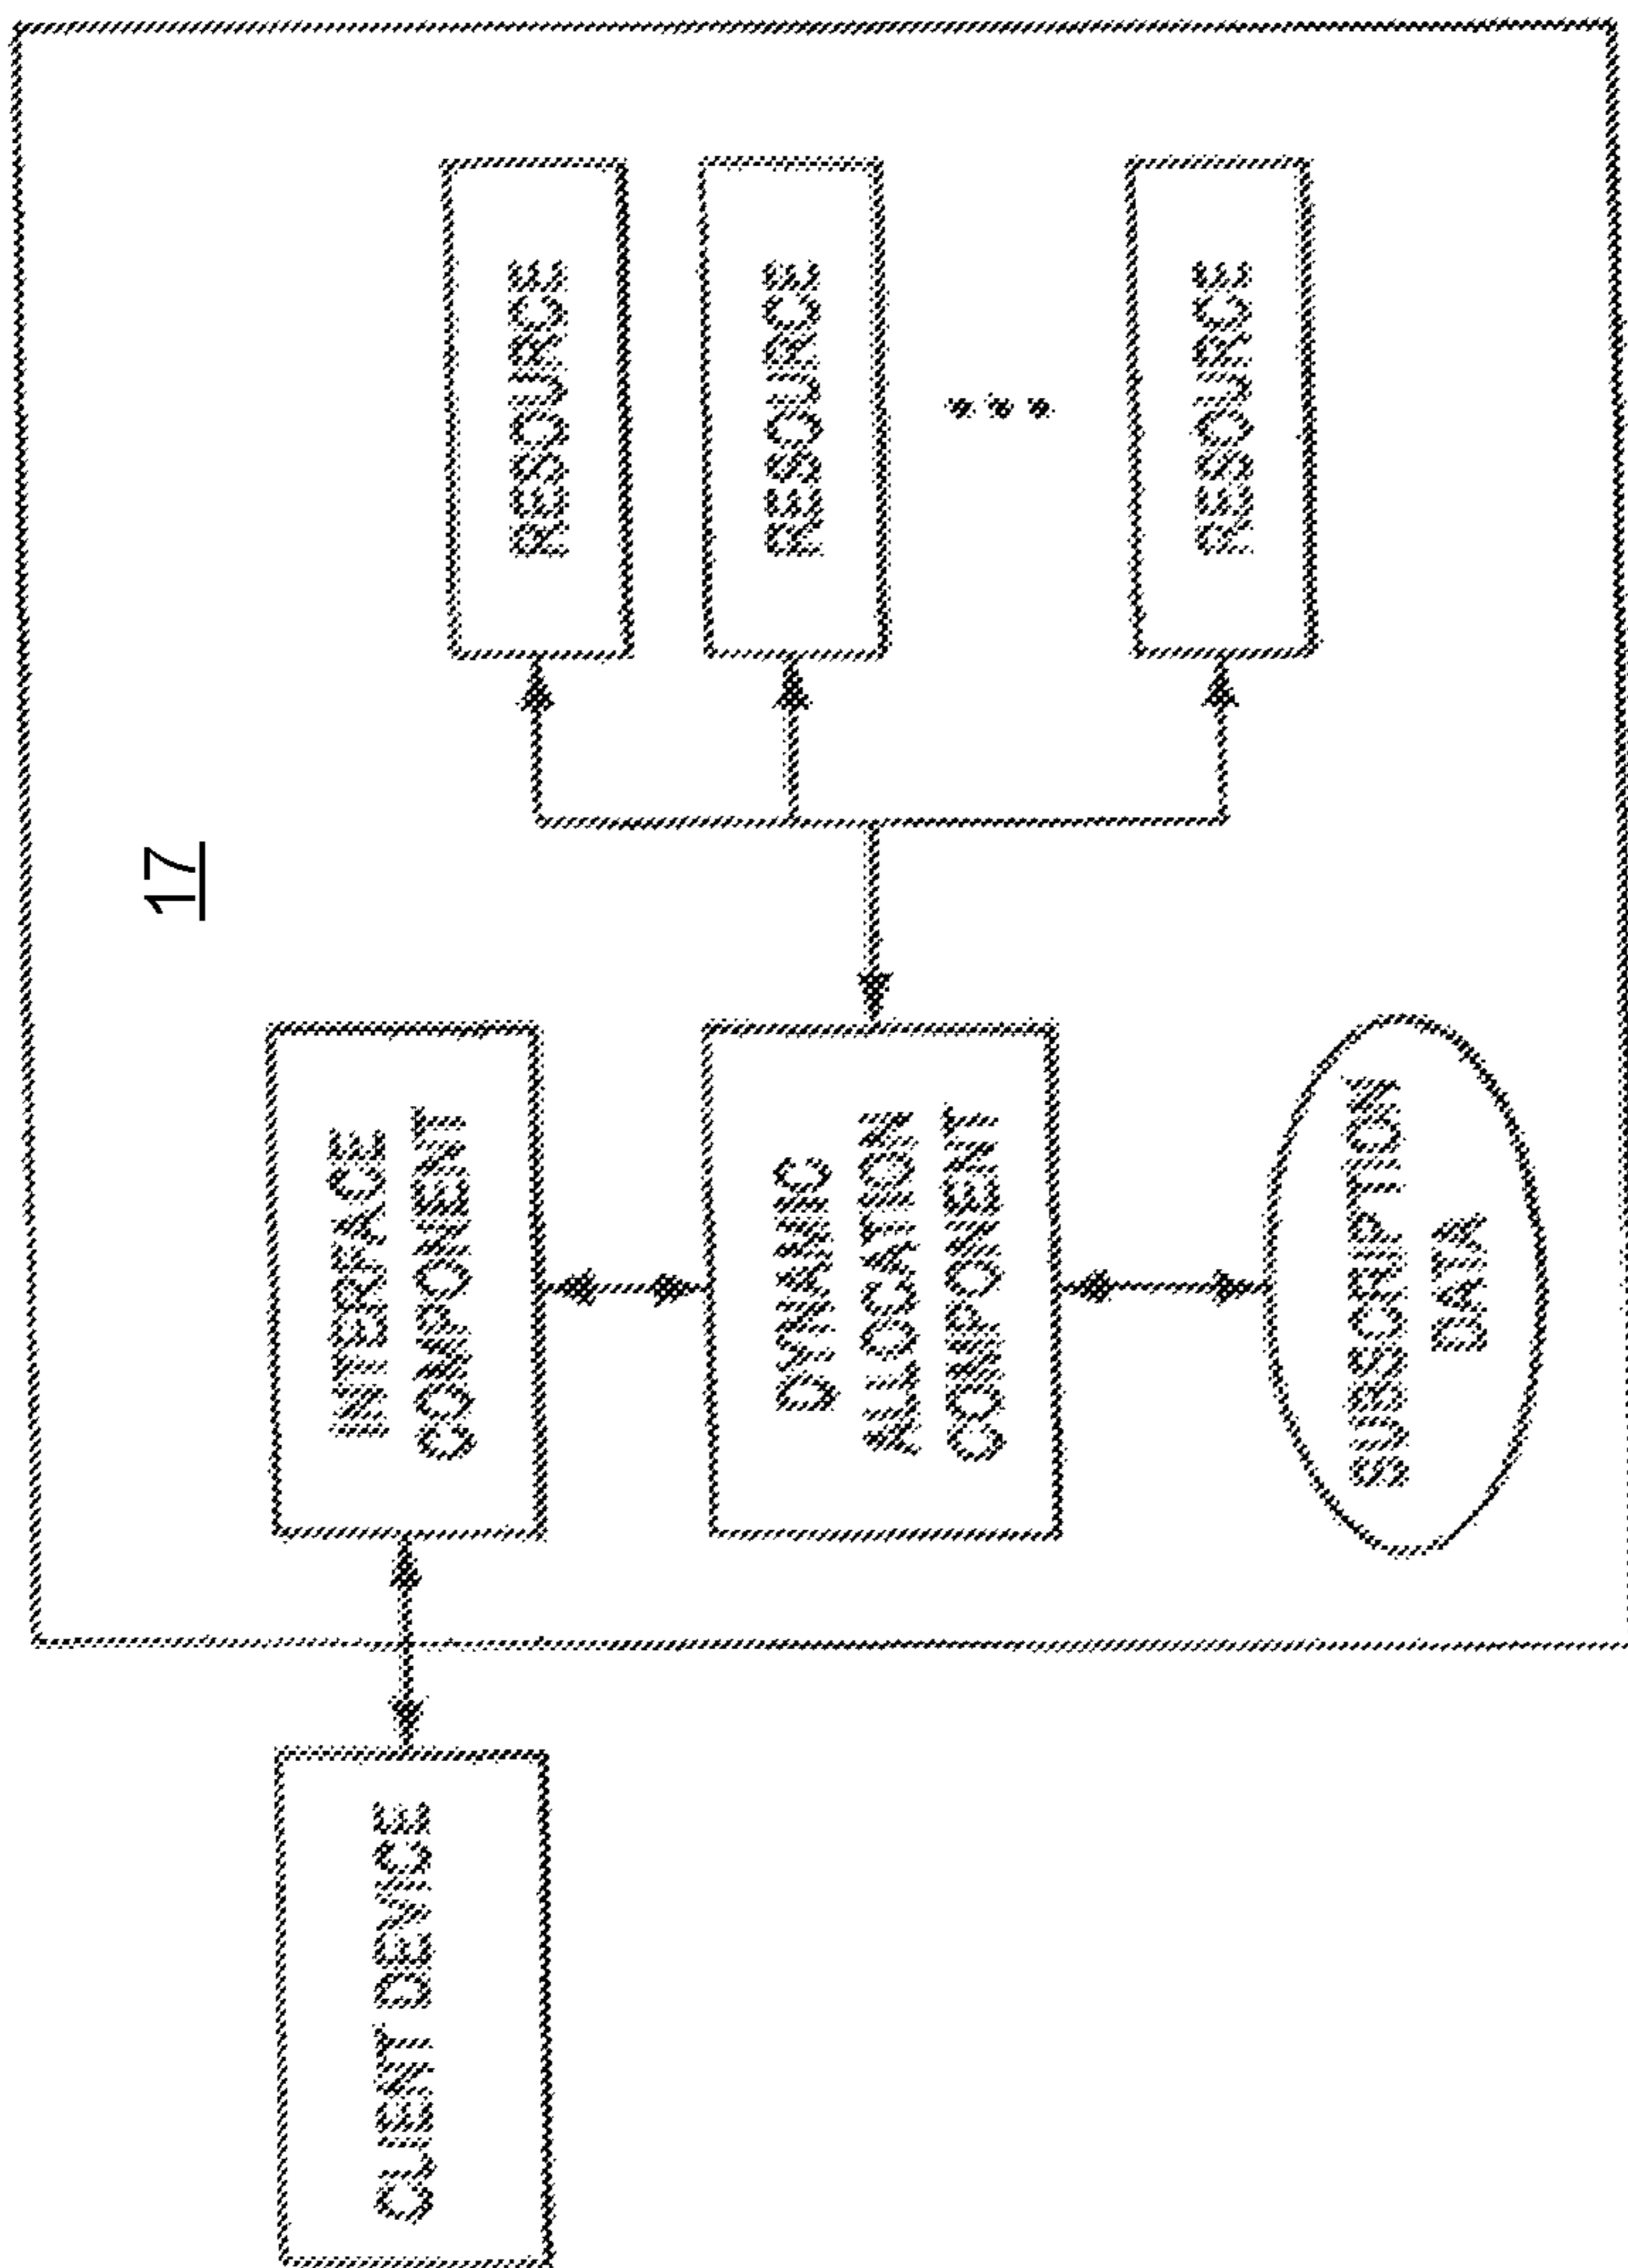 17
CLIENT DEVICE
INTERFACE
COMPONENT
DYNAMIC
ALLOCATION
COMPONENT
SUBSCRIPTION
DATA
RESOURCE
RESOURCE
•••
RESOURCE